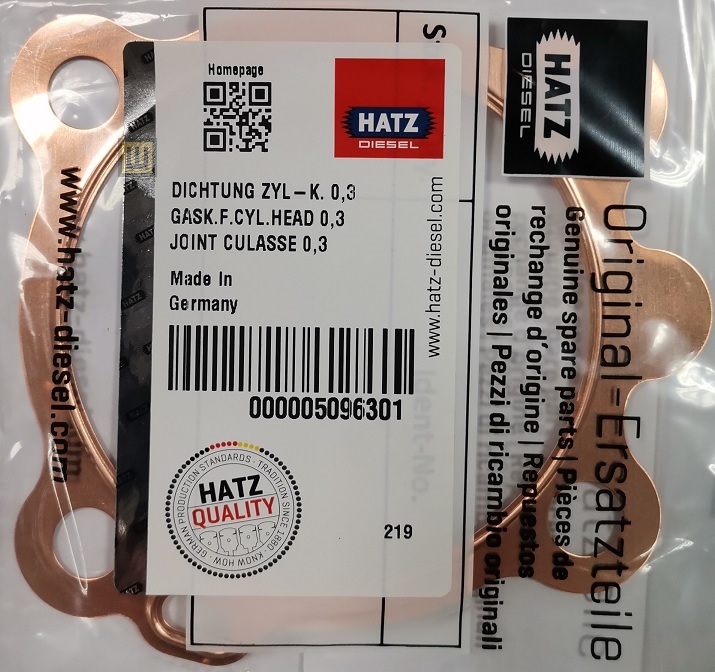 Homepage
HATZ
DIESEL
DICHTUNG ZYL-K. 0,3
GASK.F.CYL.HEAD 0,3
JOINT CULASSE 0,3
Made In
Germany
000005096301
GERMAN PRODUCTION STANDARDS · TRADITION SINCE 1880 · KNOW HOW ·
HATZ
QUALITY
219
www.hatz-diesel.com
www.hatz-diesel.com
HATZ
DIESEL
Original-Ersatzteile
Genuine spare parts | Pièces de
rechange d'origine | Repuestos
originales | Pezzi di ricambio originali
dent-No.